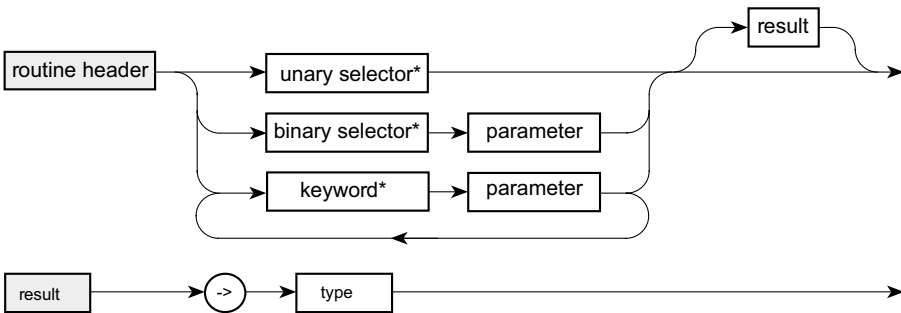 result
routine header
unary selector*
binary selector*
parameter
keyword*
parameter
result
->
type